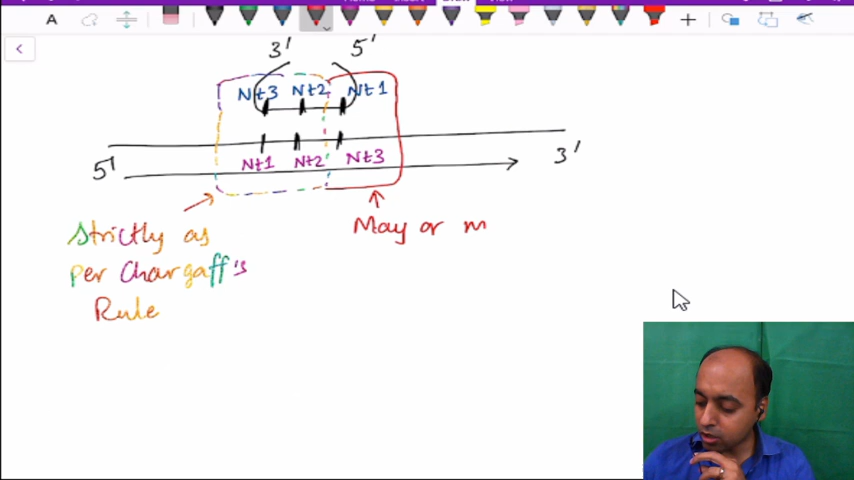 3' 5'
Nt3 Nt2 Nt1
5' 3'
Nt1 Nt2 Nt3
Strictly as
per Chargaff's
Rule
May or m